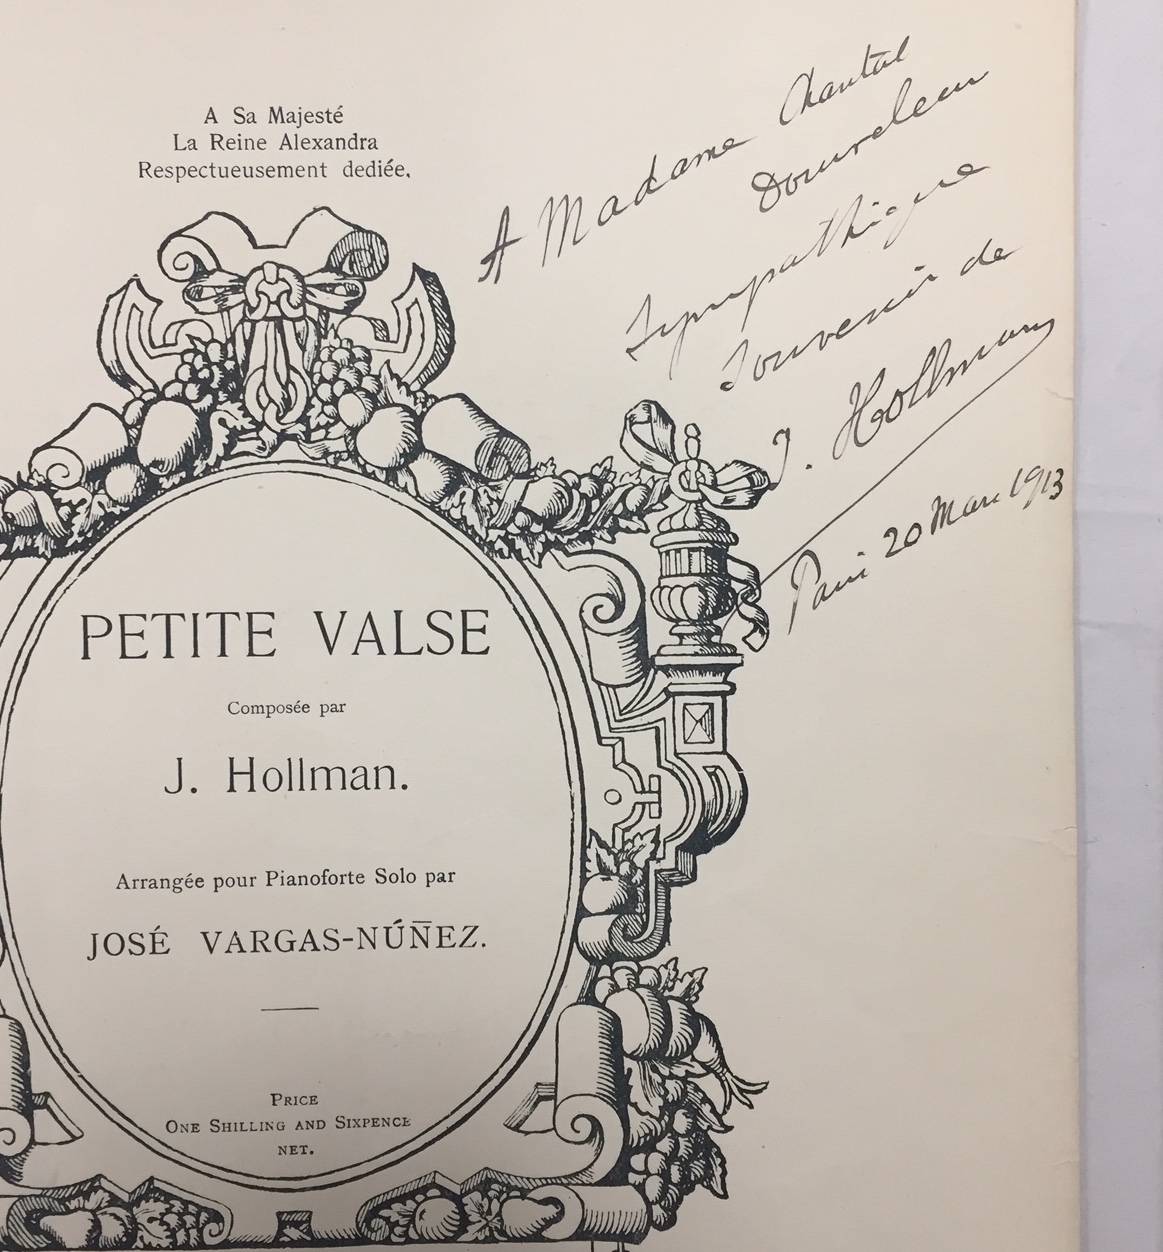 A Sa Majesté
La Reine Alexandra
Respectueusement dediée.
A Madame Chantal
Sympathique
Souvenir de
J. Hollman
Paris 20 Mars 1913
PETITE VALSE
Composée par
J. Hollman.
Arrangée pour Pianoforte Solo par
JOSÉ VARGAS-NÚÑEZ.
PRICE
ONE SHILLING AND SIXPENCE
NET.